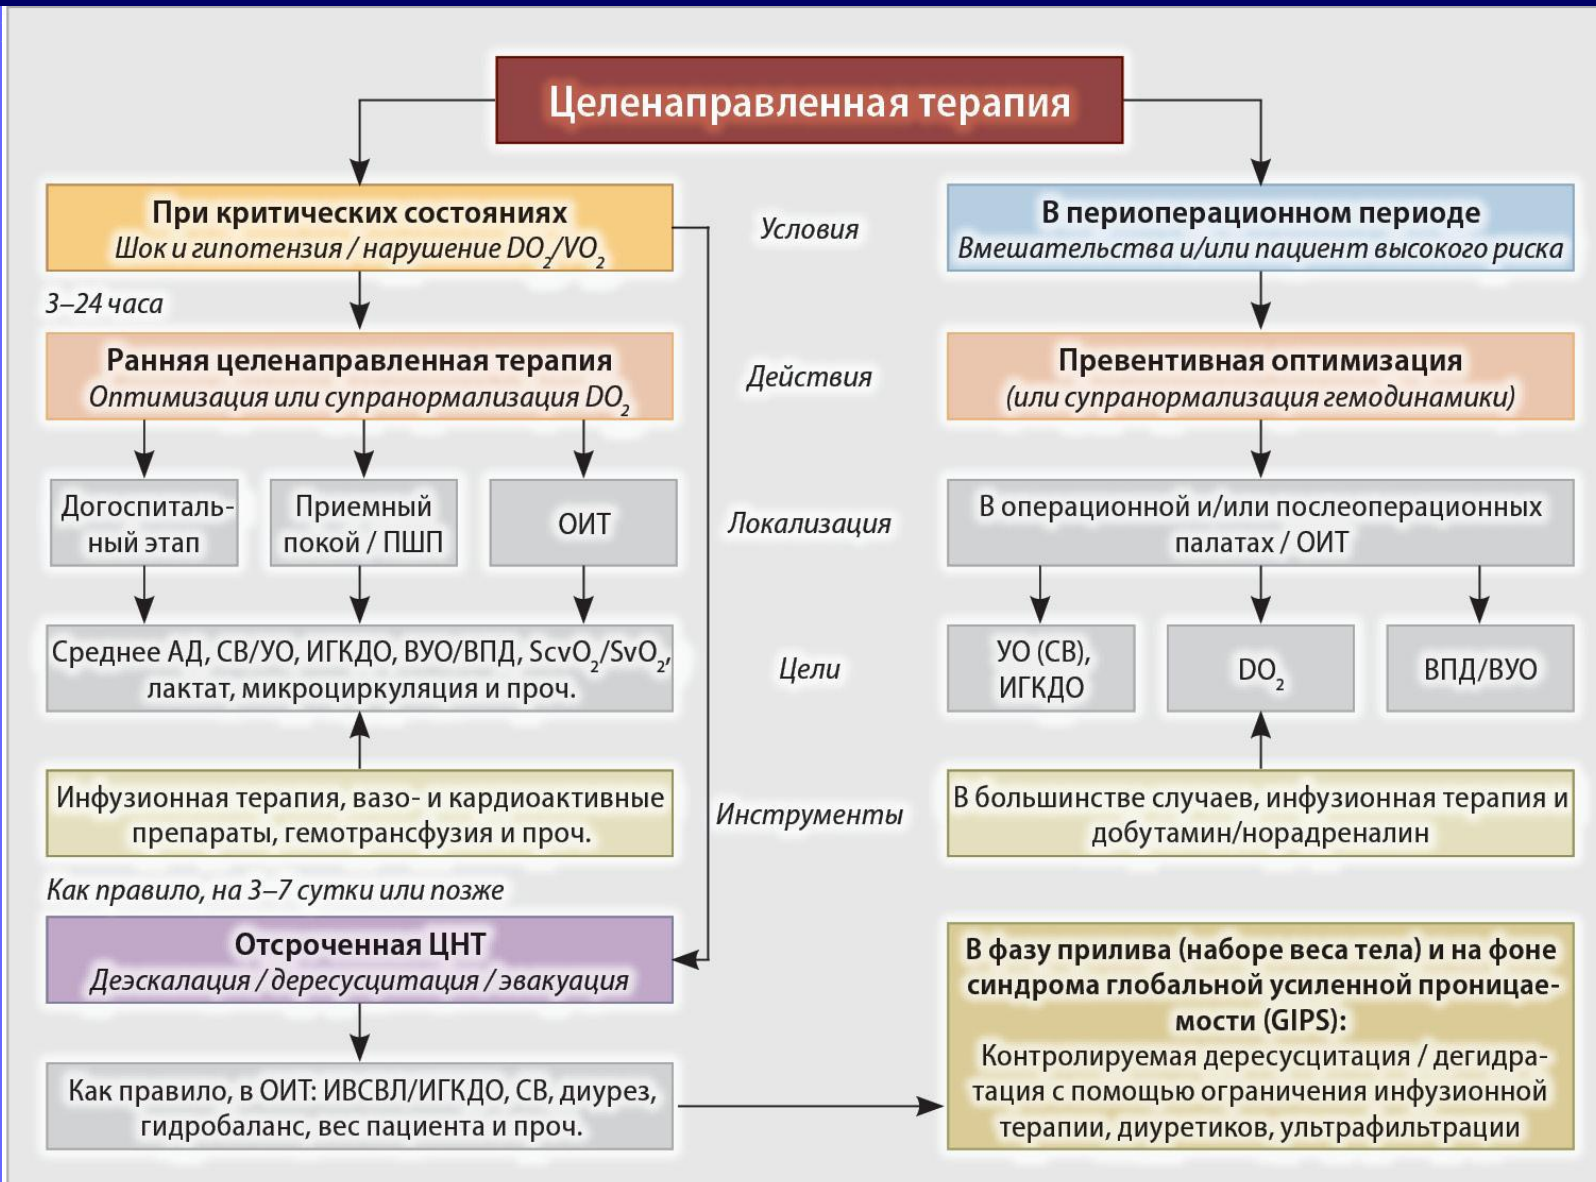 Целенаправленная терапия
При критических состояниях
Шок и гипотензия / нарушение DO₂/VO₂
Условия
В периоперационном периоде
Вмешательства и/или пациент высокого риска
3–24 часа
Ранняя целенаправленная терапия
Оптимизация или супранормализация DO₂
Действия
Превентивная оптимизация
(или супранормализация гемодинамики)
Догоспиталь-
ный этап
Приемный
покой / ПШП
ОИТ
Локализация
В операционной и/или послеоперационных
палатах / ОИТ
Среднее АД, СВ/УО, ИГКДО, ВУО/ВПД, ScvO₂/SvO₂,
лактат, микроциркуляция и проч.
Цели
УО (СВ),
ИГКДО
DO₂
ВПД/ВУО
Инфузионная терапия, вазо- и кардиоактивные
препараты, гемотрансфузия и проч.
Инструменты
В большинстве случаев, инфузионная терапия и
добутамин/норадреналин
Как правило, на 3–7 сутки или позже
Отсроченная ЦНТ
Деэскалация / дересусцитация / эвакуация
Как правило, в ОИТ: ИВСВЛ/ИГКДО, СВ, диурез,
гидробаланс, вес пациента и проч.
В фазу прилива (наборе веса тела) и на фоне
синдрома глобальной усиленной проницае-
мости (GIPS):
Контролируемая дересусцитация / дегидра-
тация с помощью ограничения инфузионной
терапии, диуретиков, ультрафильтрации